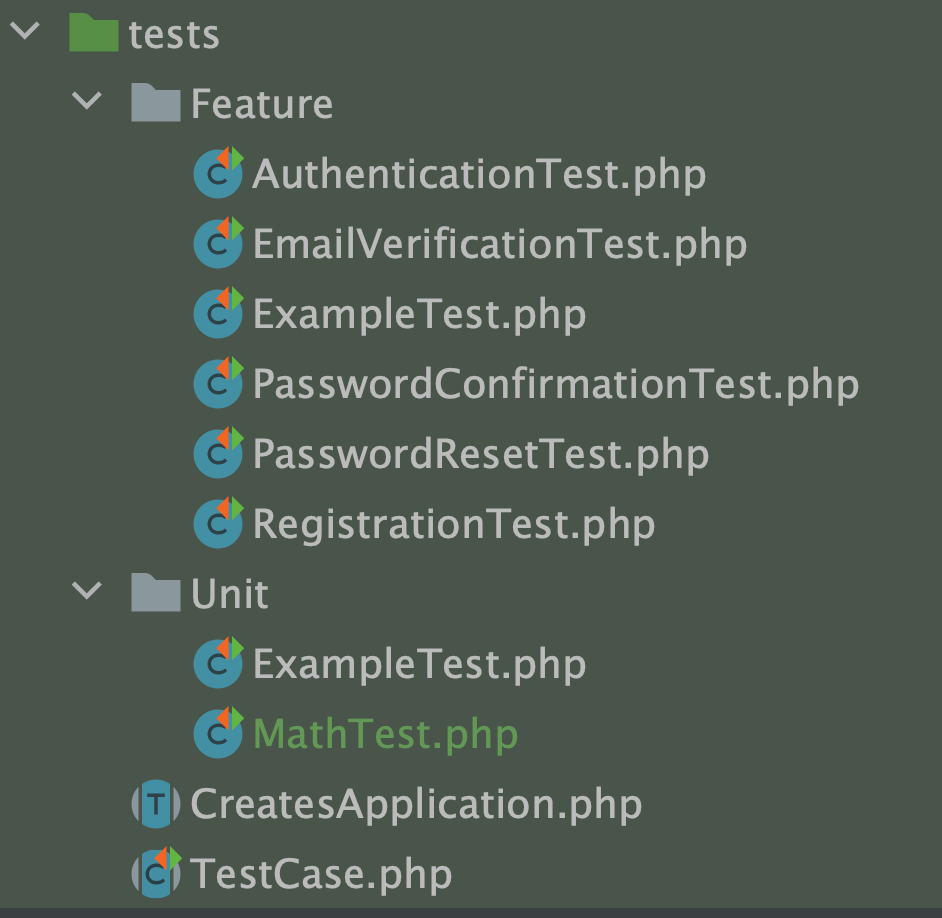 tests
Feature
AuthenticationTest.php
EmailVerificationTest.php
ExampleTest.php
PasswordConfirmationTest.php
PasswordResetTest.php
RegistrationTest.php
Unit
ExampleTest.php
MathTest.php
CreatesApplication.php
TestCase.php